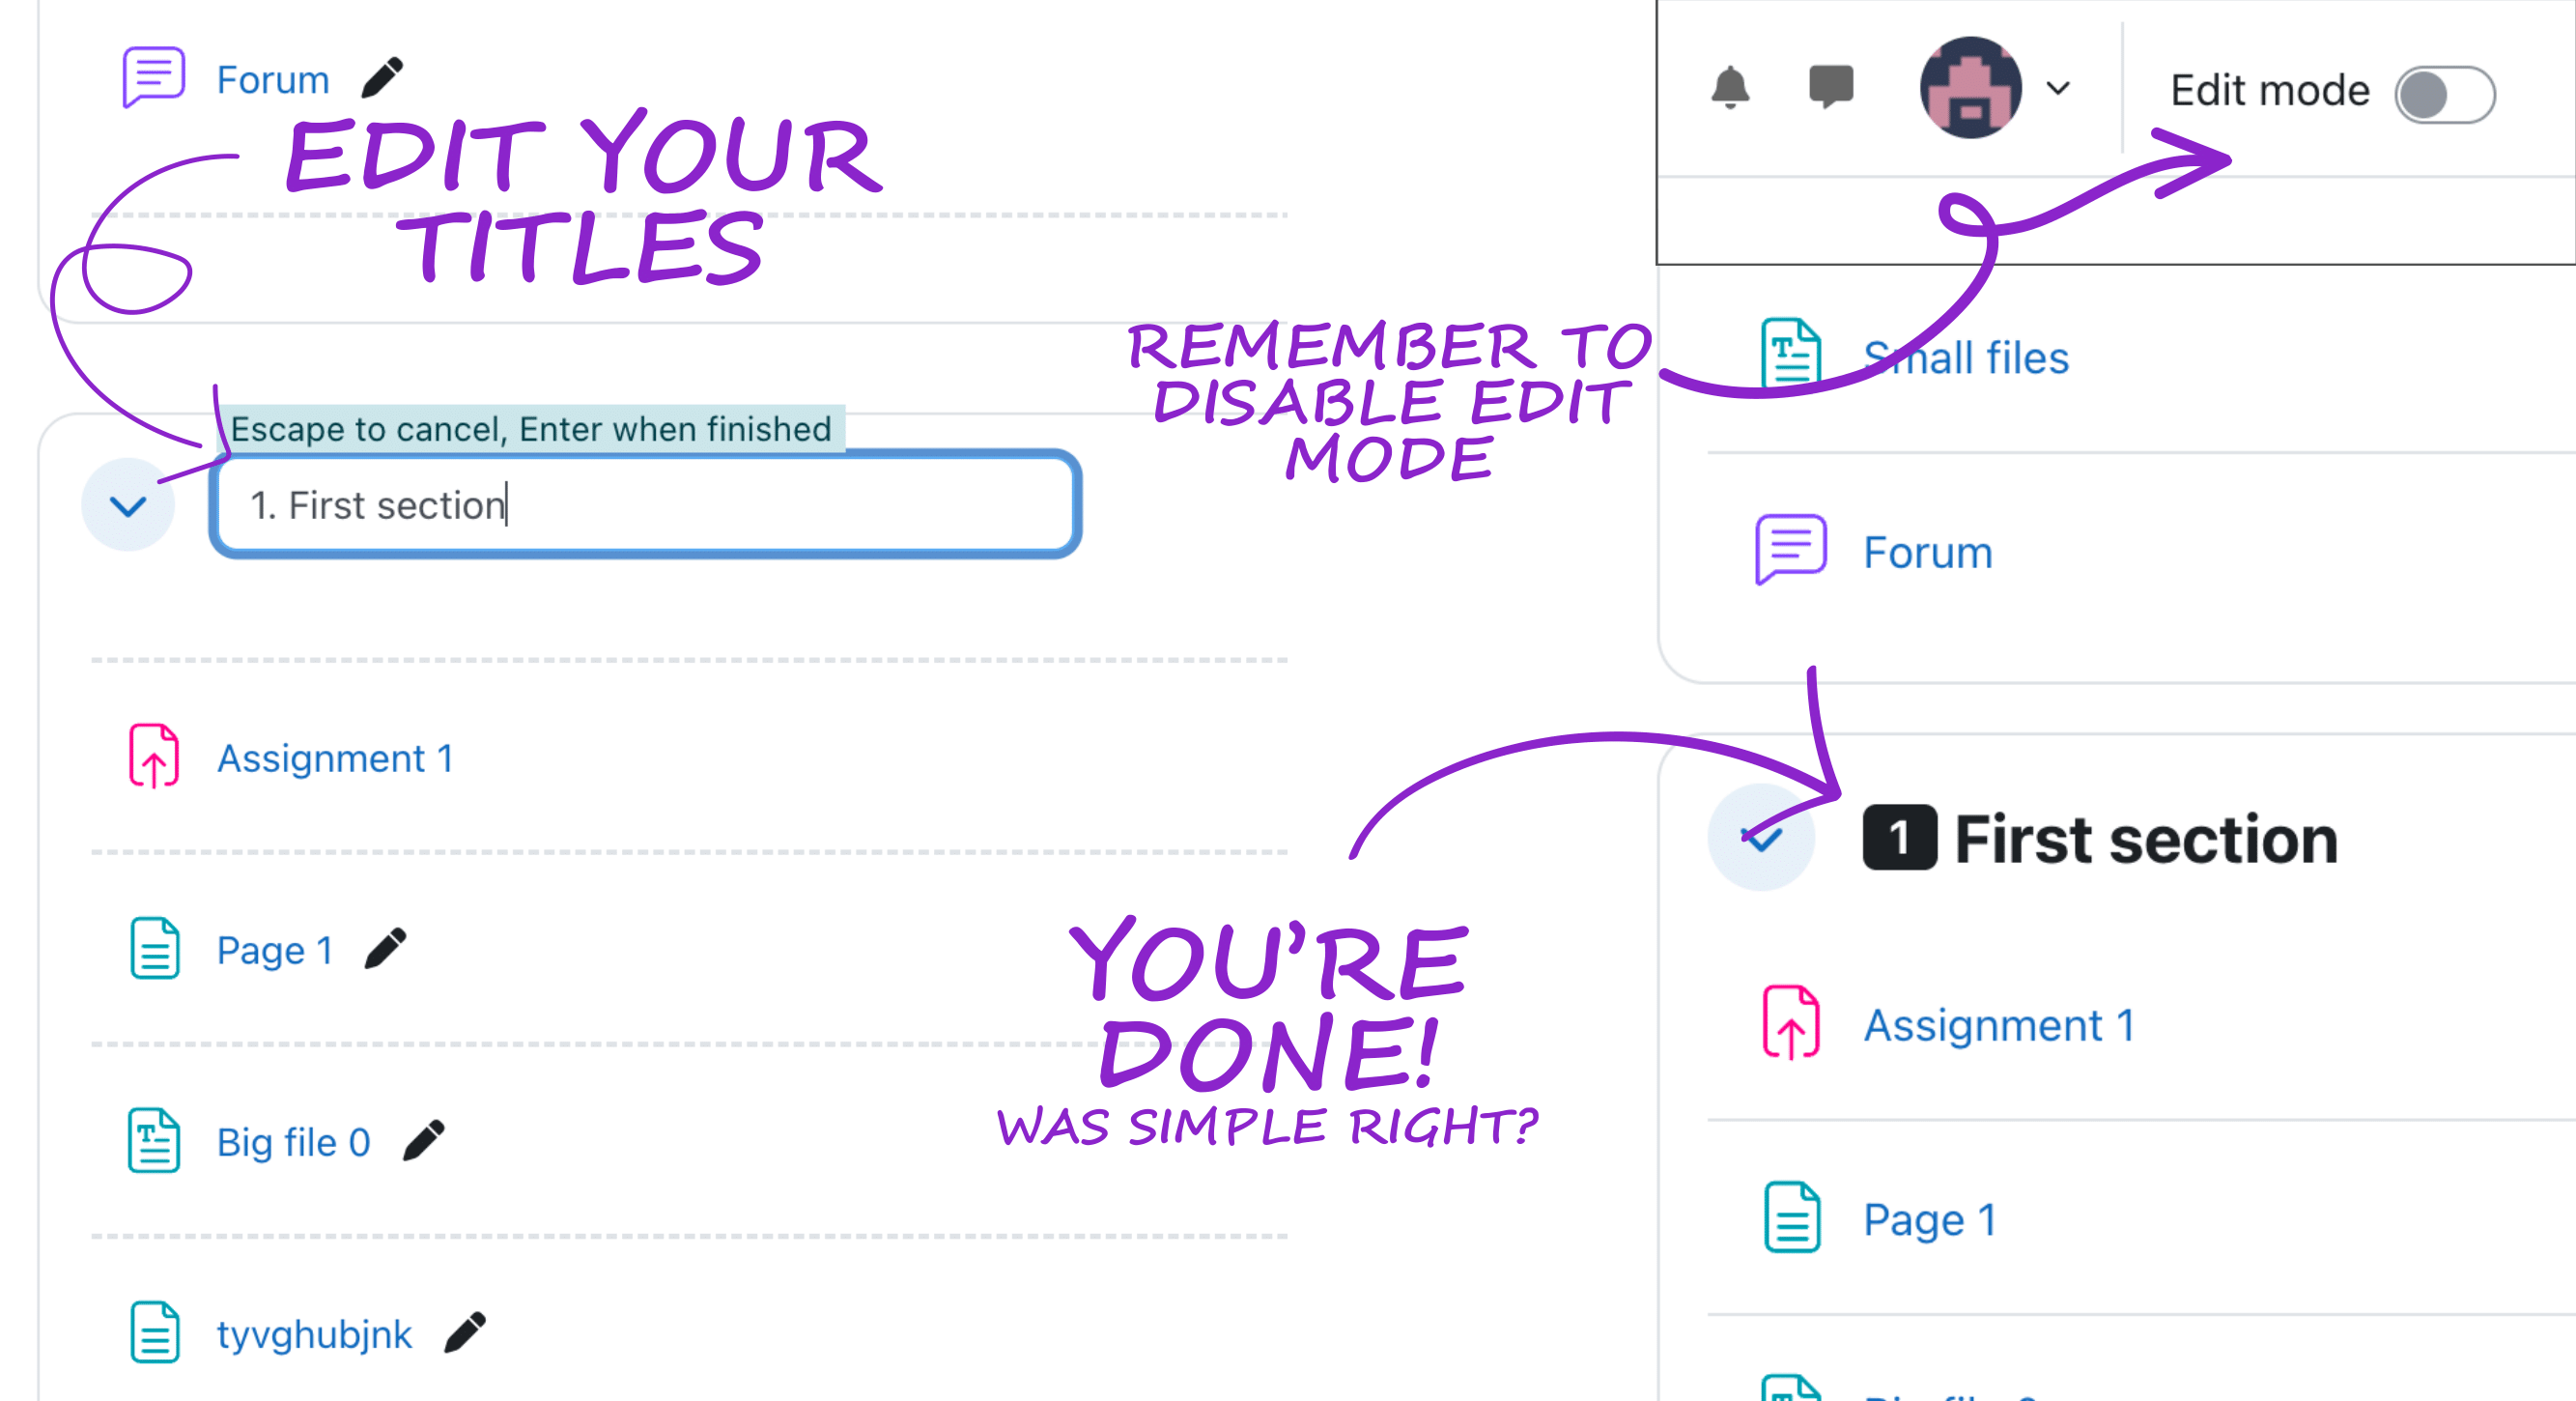 Forum
EDIT YOUR
TITLES
Escape to cancel, Enter when finished
1. First section
Assignment 1
Page 1
Big file 0
tyvghubjnk
Edit mode
REMEMBER TO
DISABLE EDIT
MODE
Small files
Forum
1 First section
YOU'RE
DONE!
WAS SIMPLE RIGHT?
Assignment 1
Page 1